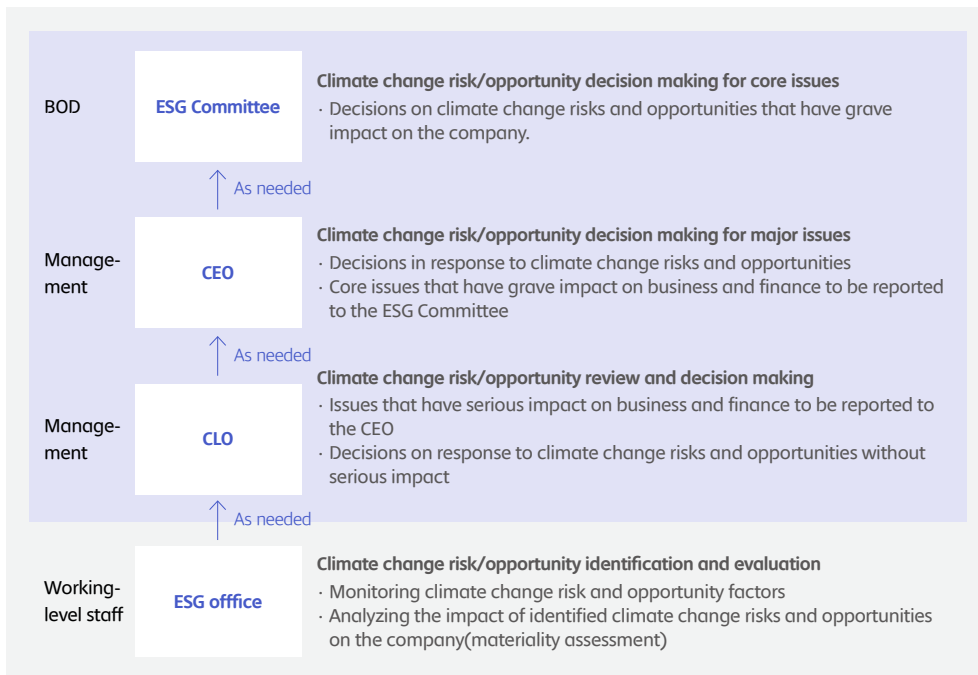 BOD
ESG Committee
Climate change risk/opportunity decision making for core issues
· Decisions on climate change risks and opportunities that have grave
impact on the company.
As needed
Manage-
ment
CEO
Climate change risk/opportunity decision making for major issues
· Decisions in response to climate change risks and opportunities
· Core issues that have grave impact on business and finance to be reported
to the ESG Committee
As needed
Manage-
ment
CLO
Climate change risk/opportunity review and decision making
· Issues that have serious impact on business and finance to be reported to
the CEO
· Decisions on response to climate change risks and opportunities without
serious impact
As needed
Working-
level staff
ESG offfice
Climate change risk/opportunity identification and evaluation
· Monitoring climate change risk and opportunity factors
· Analyzing the impact of identified climate change risks and opportunities
on the company(materiality assessment)